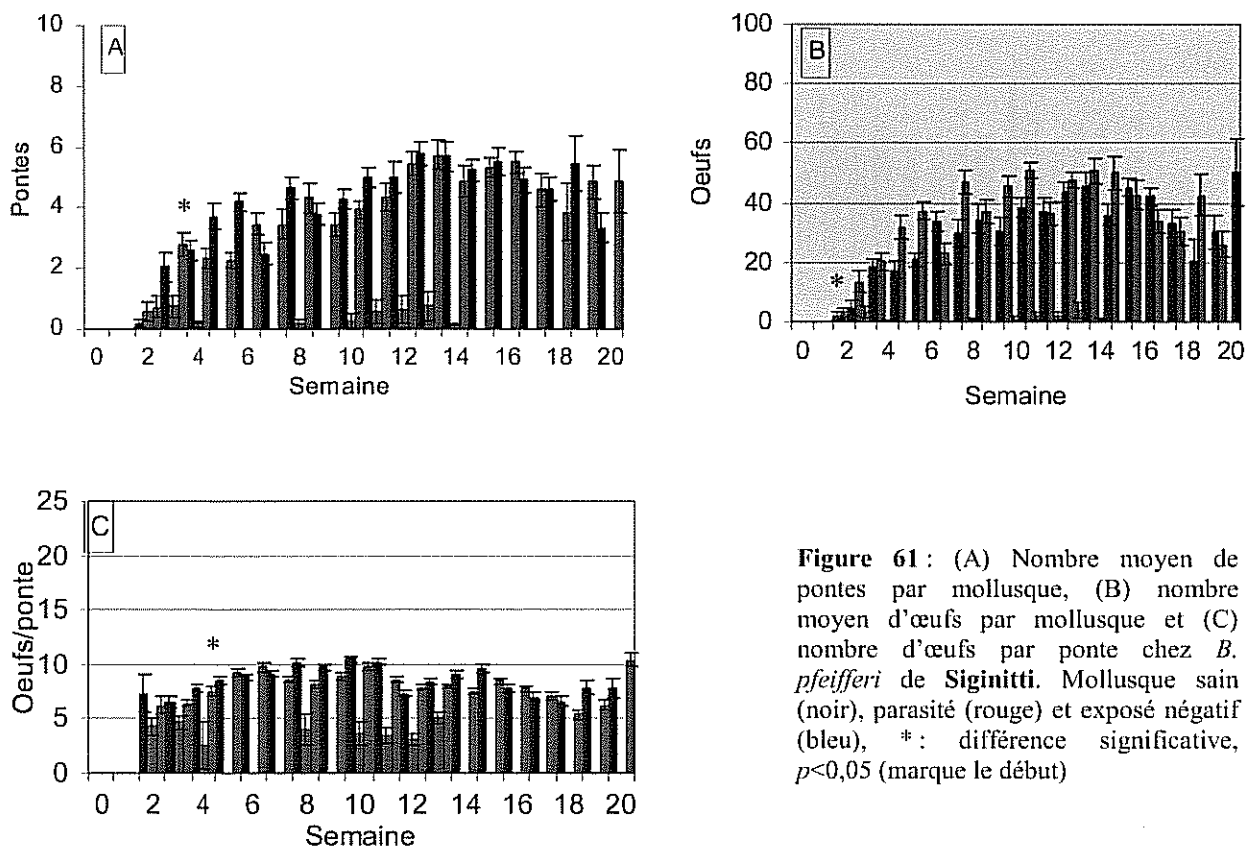 A
10
8
6
4
2
0
Pontes
*
0 2 4 6 8 10 12 14 16 18 20
Semaine
B
100
80
60
40
20
0
Oeufs
*
0 2 4 6 8 10 12 14 16 18 20
Semaine
C
25
20
15
10
5
0
Oeufs/ponte
*
0 2 4 6 8 10 12 14 16 18 20
Semaine
Figure 61 : (A) Nombre moyen de
pontes par mollusque, (B) nombre
moyen d'œufs par mollusque et (C)
nombre d'œufs par ponte chez B.
pfeifferi de Siginitti. Mollusque sain
(noir), parasité (rouge) et exposé négatif
(bleu), * : différence significative,
p<0,05 (marque le début)